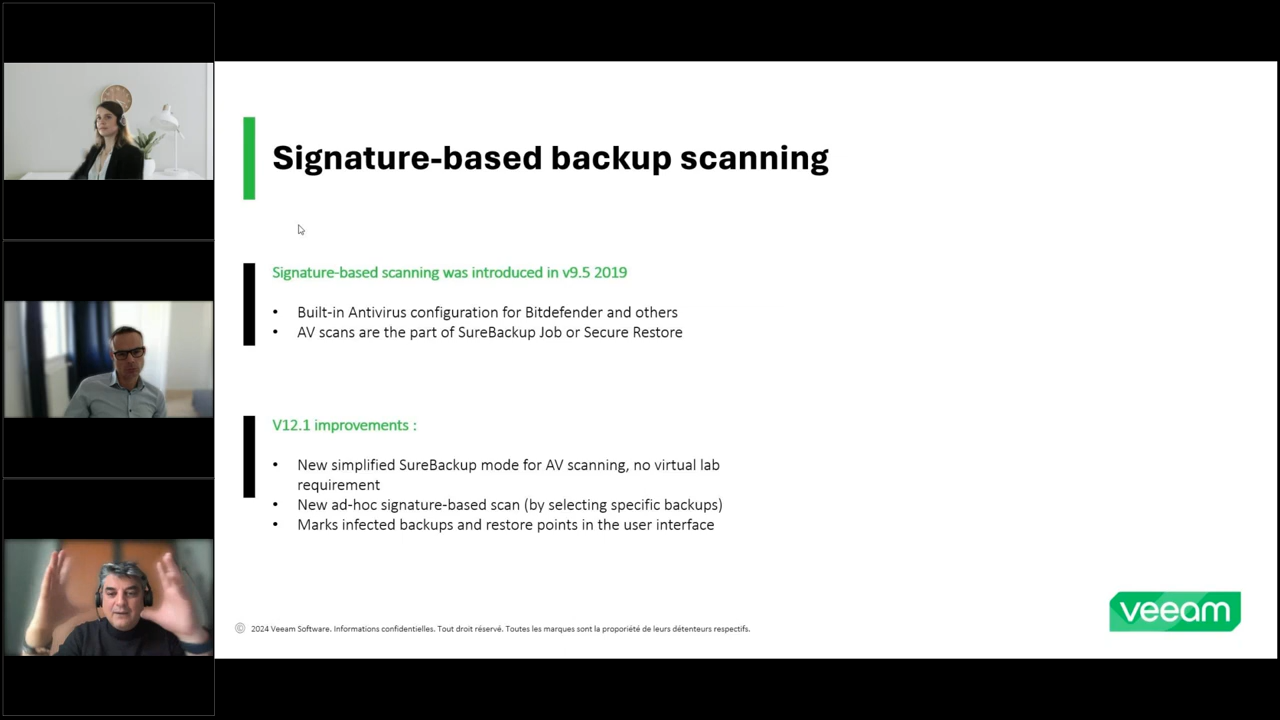 Signature-based backup scanning
Signature-based scanning was introduced in v9.5 2019
• Built-in Antivirus configuration for Bitdefender and others
• AV scans are the part of SureBackup Job or Secure Restore
V12.1 improvements :
• New simplified SureBackup mode for AV scanning, no virtual lab
requirement
• New ad-hoc signature-based scan (by selecting specific backups)
• Marks infected backups and restore points in the user interface
© 2024 Veeam Software. Informations confidentielles. Tout droit réservé. Toutes les marques sont la propriété de leurs détenteurs respectifs.
veeam